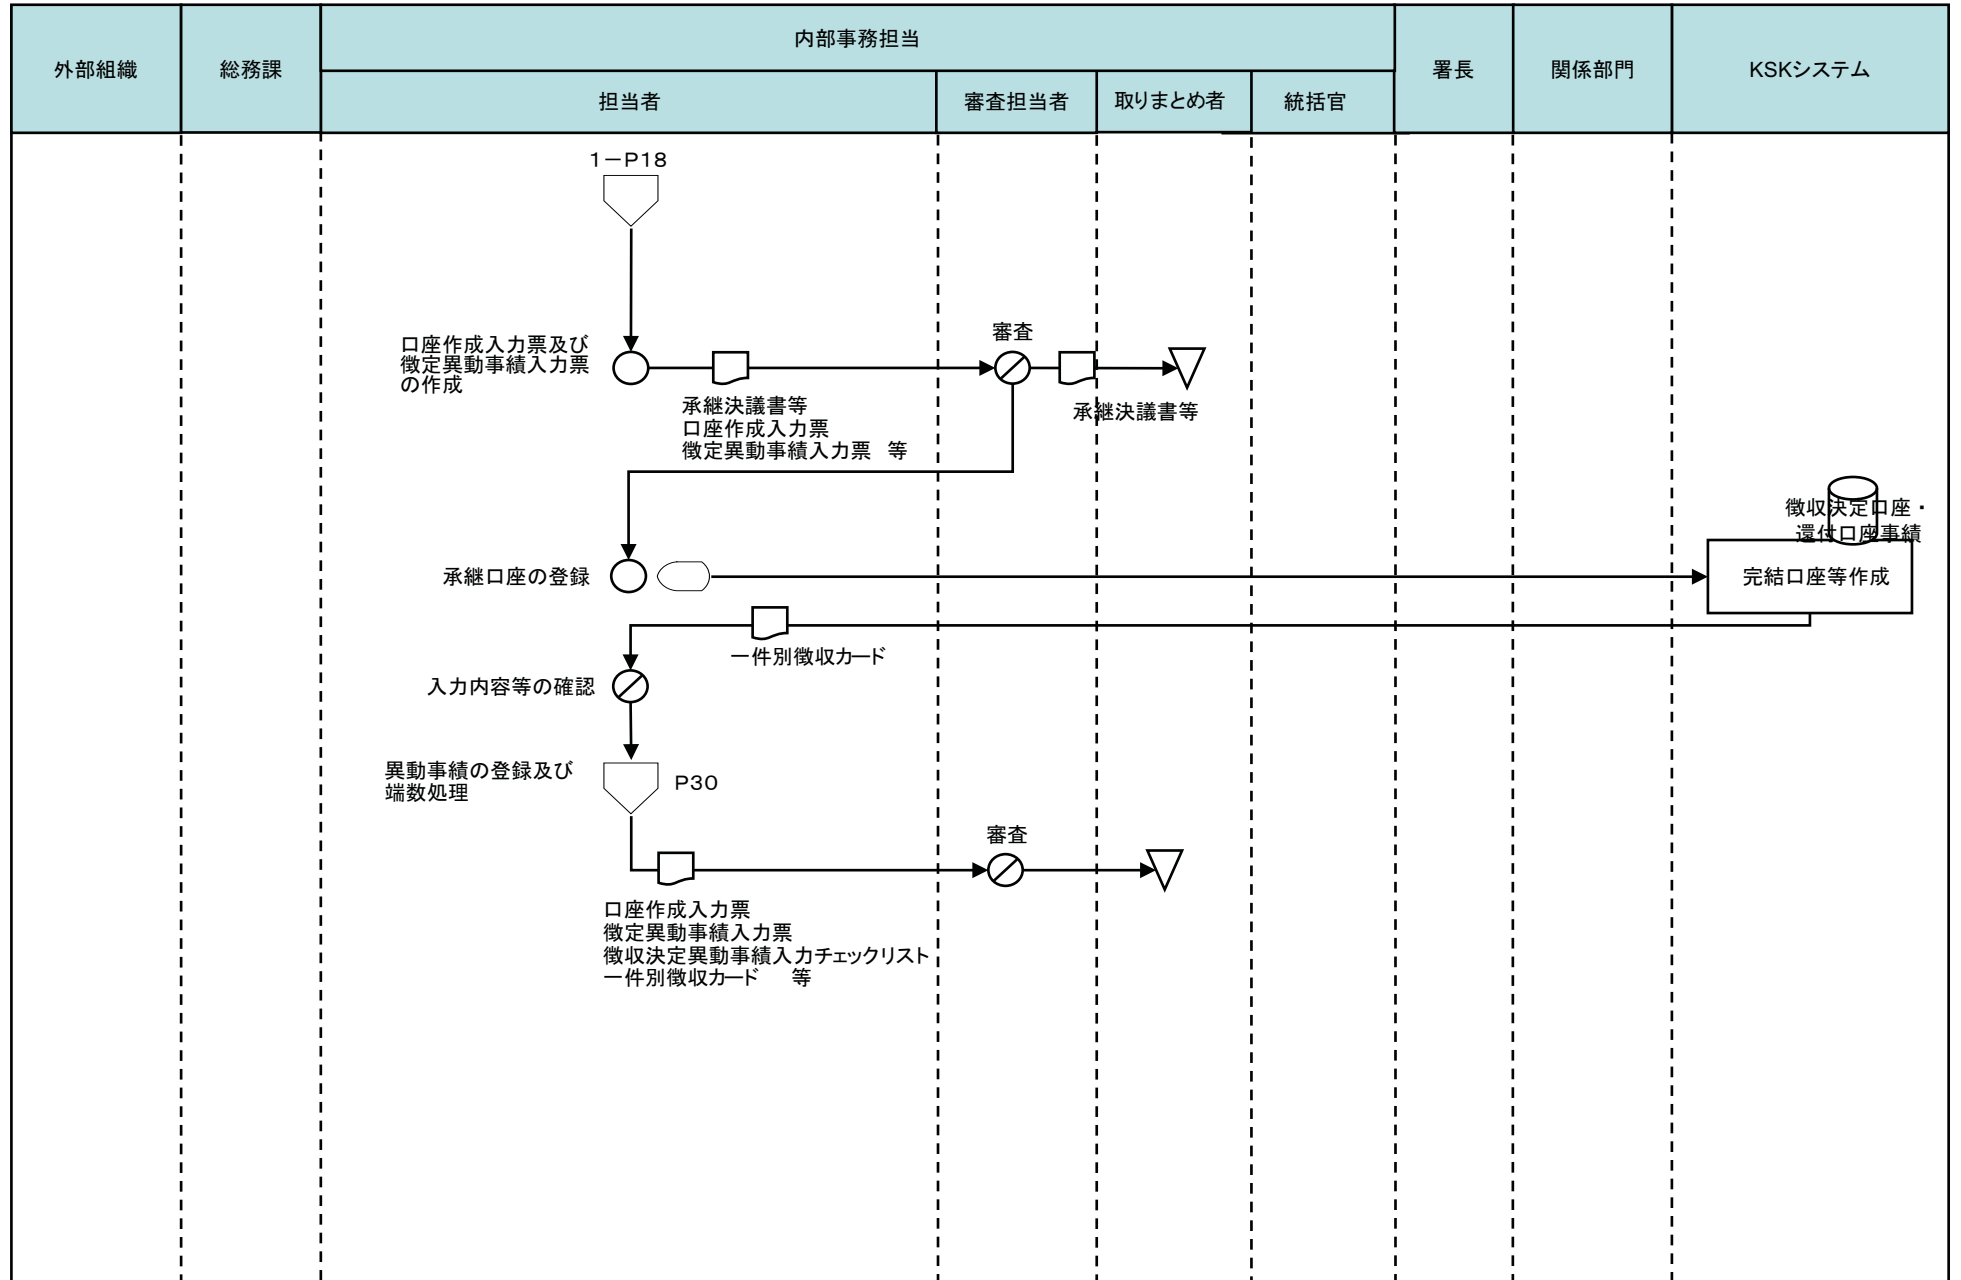 外部組織
総務課
内部事務担当
署長
関係部門
KSKシステム
担当者
審査担当者
取りまとめ者
統括官
1-P18
口座作成入力票及び
徴定異動事績入力票
の作成
審査
承継決議書等
口座作成入力票
徴定異動事績入力票　等
承継決議書等
徴収決定口座・
還付口座事績
承継口座の登録
完結口座等作成
一件別徴収カード
入力内容等の確認
異動事績の登録及び
端数処理
P30
審査
口座作成入力票
徴定異動事績入力票
徴収決定異動事績入力チェックリスト
一件別徴収カード　等